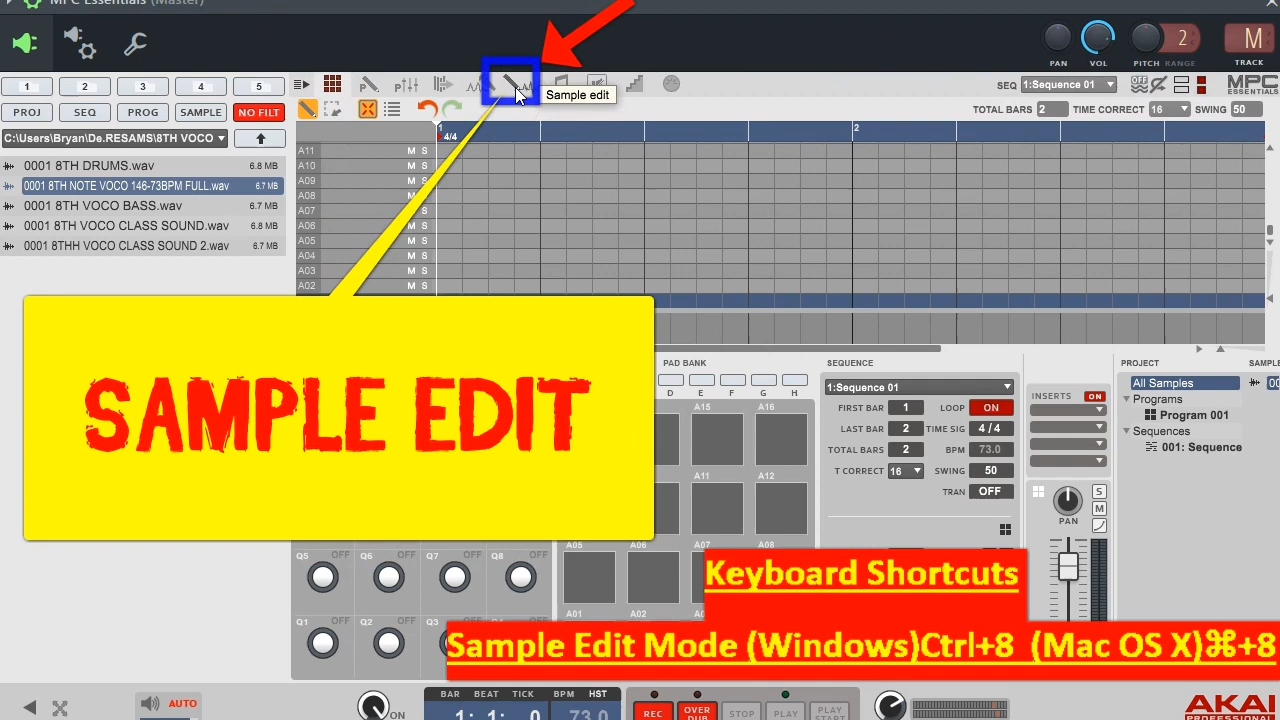 MPC Essentials (Master)
PAN VOL PITCH RANGE 2 M TRACK
1 2 3 4 5
SEQ 1:Sequence 01 MPC ESSENTIALS
Sample edit
PROJ SEQ PROG SAMPLE NO FILT
TOTAL BARS 2 TIME CORRECT 16 SWING 50
C:\Users\Bryan\De.RESAMS\8TH VOCO
1 4/4 2
0001 8TH DRUMS.wav 6.8 MB
0001 8TH NOTE VOCO 146-73BPM FULL.wav 6.7 MB
0001 8TH VOCO BASS.wav 6.7 MB
0001 8TH VOCO CLASS SOUND.wav 6.8 MB
0001 8THH VOCO CLASS SOUND 2.wav 6.7 MB
A11 M S
A10 M S
A09 M S
A08 M
A07 S
A06 M S
A05 M S
A04 M S
A03 M S
A02 M S
SAMPLE EDIT
PAD BANK
D E F G H
A15 A16
A11 A12
A05 A06 A07 A08
A01 A02
SEQUENCE
1:Sequence 01
FIRST BAR 1 LOOP ON
LAST BAR 2 TIME SIG 4 / 4
TOTAL BARS 2 BPM 73.0
T CORRECT 16 SWING 50
TRAN OFF
INSERTS ON
S
M
PAN
PROJECT
All Samples
Programs
Program 001
Sequences
001: Sequence
Q5 OFF Q6 OFF Q7 OFF Q8 OFF
Q1 OFF Q2 OFF Q3 OFF
Keyboard Shortcuts
Sample Edit Mode (Windows)Ctrl+8 (Mac OS X)⌘+8
AUTO
ON
BAR BEAT TICK BPM HST
1: 1: 0 73.0
REC OVER DUB STOP PLAY PLAY START
AKAI
PROFESSIONAL